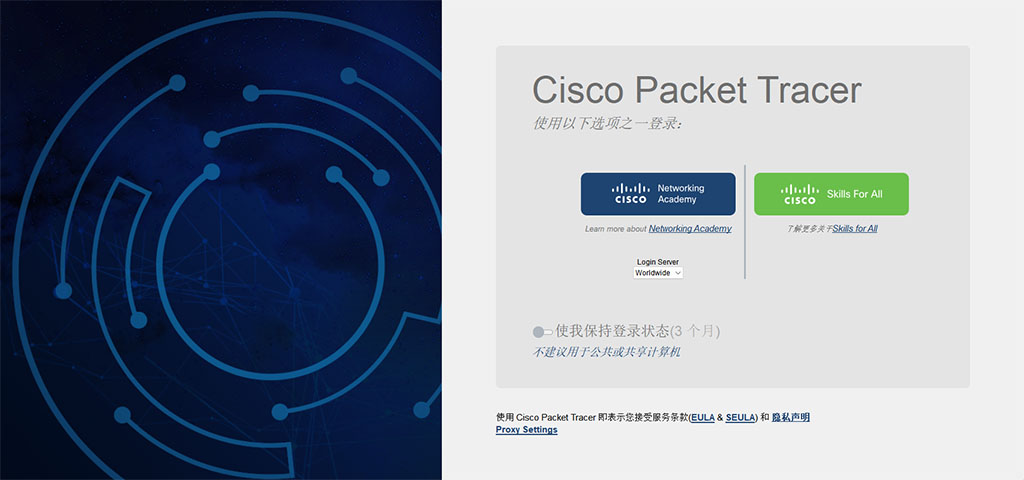 Cisco Packet Tracer
使用以下选项之一登录：
CISCO
Networking
Academy
CISCO
Skills For All
Learn more about Networking Academy
了解更多关于Skills for All
Login Server
Worldwide
使我保持登录状态(3 个月)
不建议用于公共或共享计算机
使用 Cisco Packet Tracer 即表示您接受服务条款(EULA & SEULA) 和 隐私声明
Proxy Settings